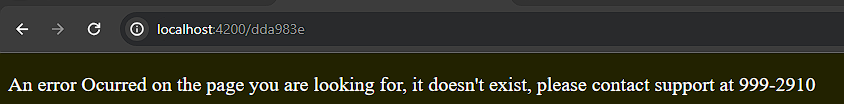 localhost:4200/dda983e
An error Ocurred on the page you are looking for, it doesn't exist, please contact support at 999-2910